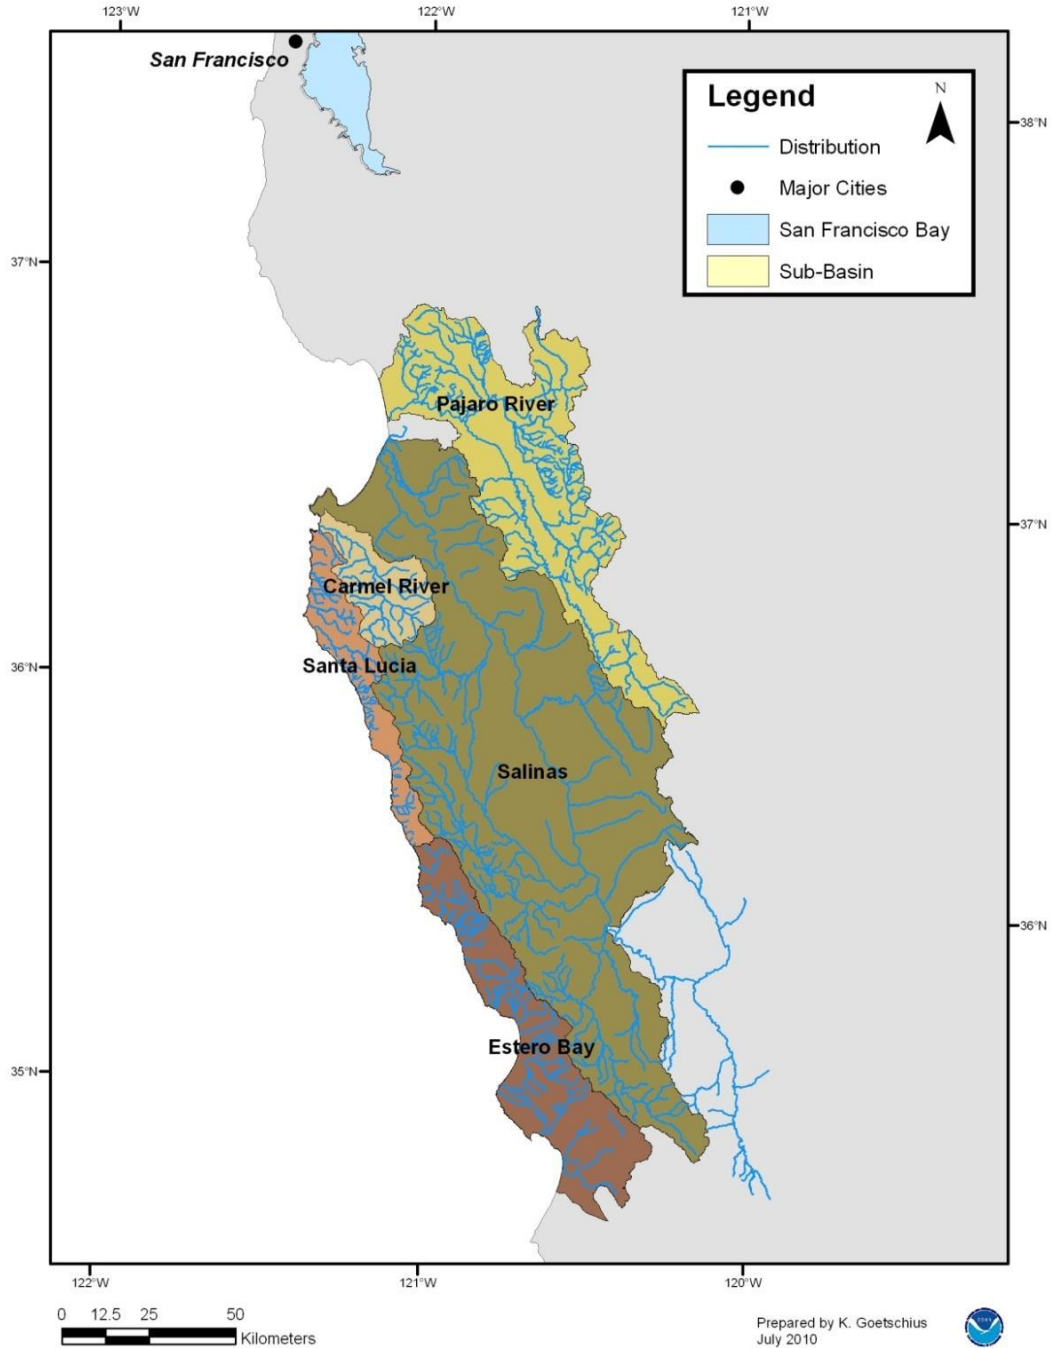 123°W
122°W
121°W
San Francisco
Legend
N
Distribution
Major Cities
San Francisco Bay
Sub-Basin
38°N
37°N
Pajaro River
37°N
Carmel River
Santa Lucia
36°N
Salinas
36°N
Estero Bay
35°N
122°W
121°W
120°W
0 12.5 25 50
Kilometers
Prepared by K. Goetschius
July 2010